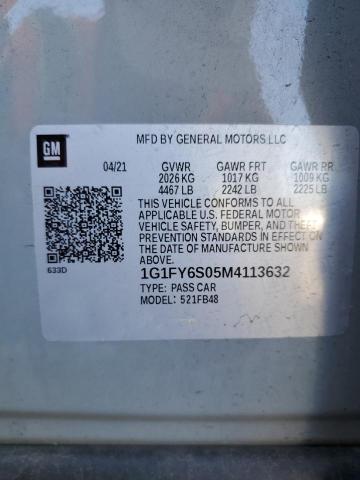 GM
MFD BY GENERAL MOTORS LLC
04/21 GVWR GAWR FRT GAWR RR
2026 KG 1017 KG 1009 KG
4467 LB 2242 LB 2225 LB
THIS VEHICLE CONFORMS TO ALL
APPLICABLE U.S. FEDERAL MOTOR
VEHICLE SAFETY, BUMPER, AND THEFT
PREVENTION STANDARDS IN EFFECT ON
THE DATE OF MANUFACTURE SHOWN
ABOVE.
633D
1G1FY6S05M4113632
TYPE: PASS CAR
MODEL: 521FB48